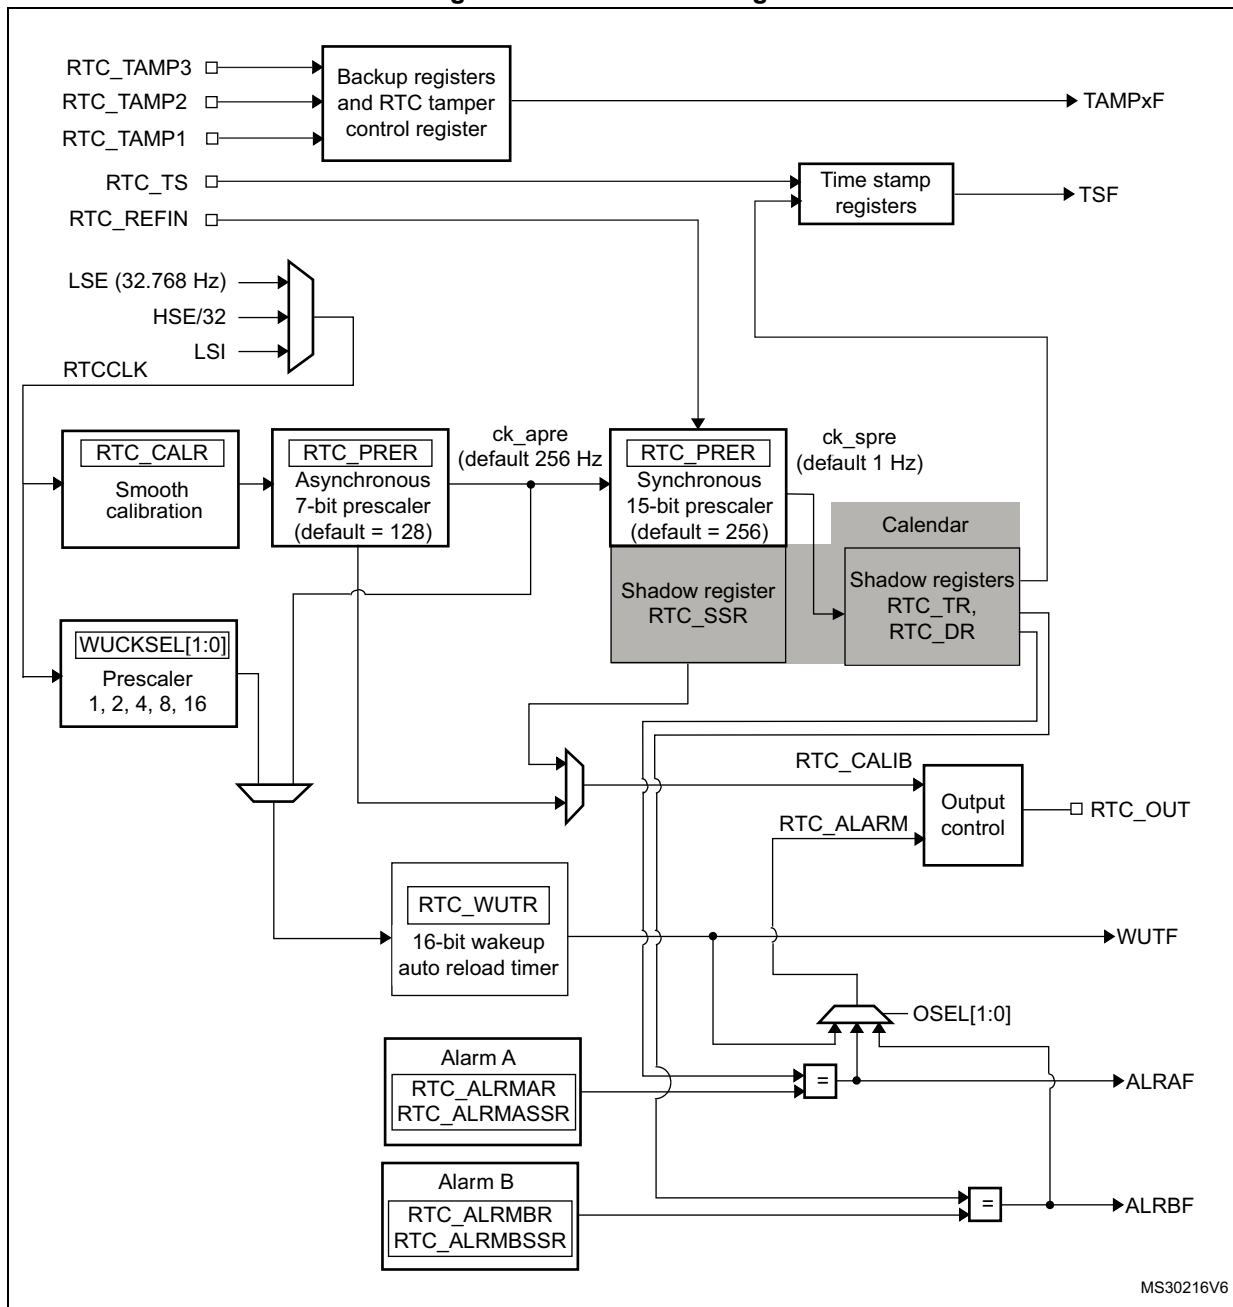 RTC_TAMP3
RTC_TAMP2
RTC_TAMP1
Backup registers
and RTC tamper
control register
TAMPxF
RTC_TS
RTC_REFIN
Time stamp
registers
TSF
LSE (32.768 Hz)
HSE/32
LSI
RTCCLK
RTC_CALR
Smooth
calibration
RTC_PRER
Asynchronous
7-bit prescaler
(default = 128)
ck_apre
(default 256 Hz
RTC_PRER
Synchronous
15-bit prescaler
(default = 256)
ck_spre
(default 1 Hz)
Calendar
Shadow register
RTC_SSR
Shadow registers
RTC_TR,
RTC_DR
WUCKSEL[1:0]
Prescaler
1, 2, 4, 8, 16
RTC_CALIB
RTC_ALARM
Output
control
RTC_OUT
RTC_WUTR
16-bit wakeup
auto reload timer
WUTF
OSEL[1:0]
Alarm A
RTC_ALRMAR
RTC_ALRMASSR
=
ALRAF
Alarm B
RTC_ALRMBR
RTC_ALRMBSSR
=
ALRBF
MS30216V6